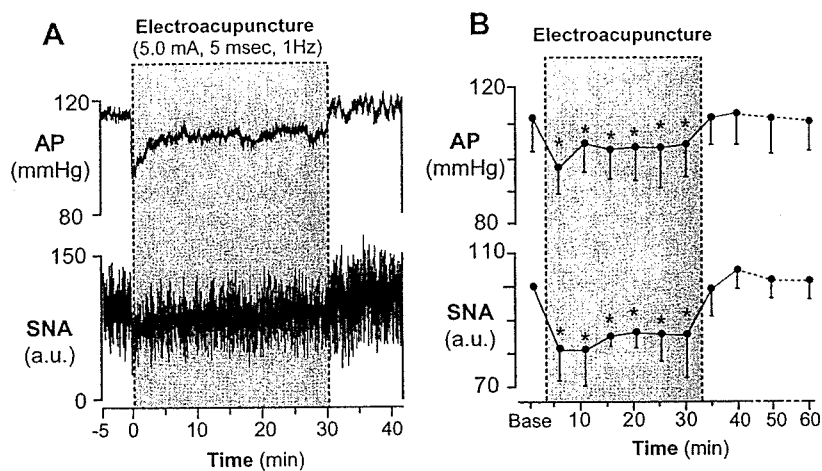 A
Electroacupuncture
(5.0 mA, 5 msec, 1Hz)
120
AP
(mmHg)
80
150
SNA
(a.u.)
0
-5 0 10 20 30 40
Time (min)
B
Electroacupuncture
120
AP
(mmHg)
80
* * * * * *
110
SNA
(a.u.)
70
* * * * * *
Base 10 20 30 40 50 60
Time (min)